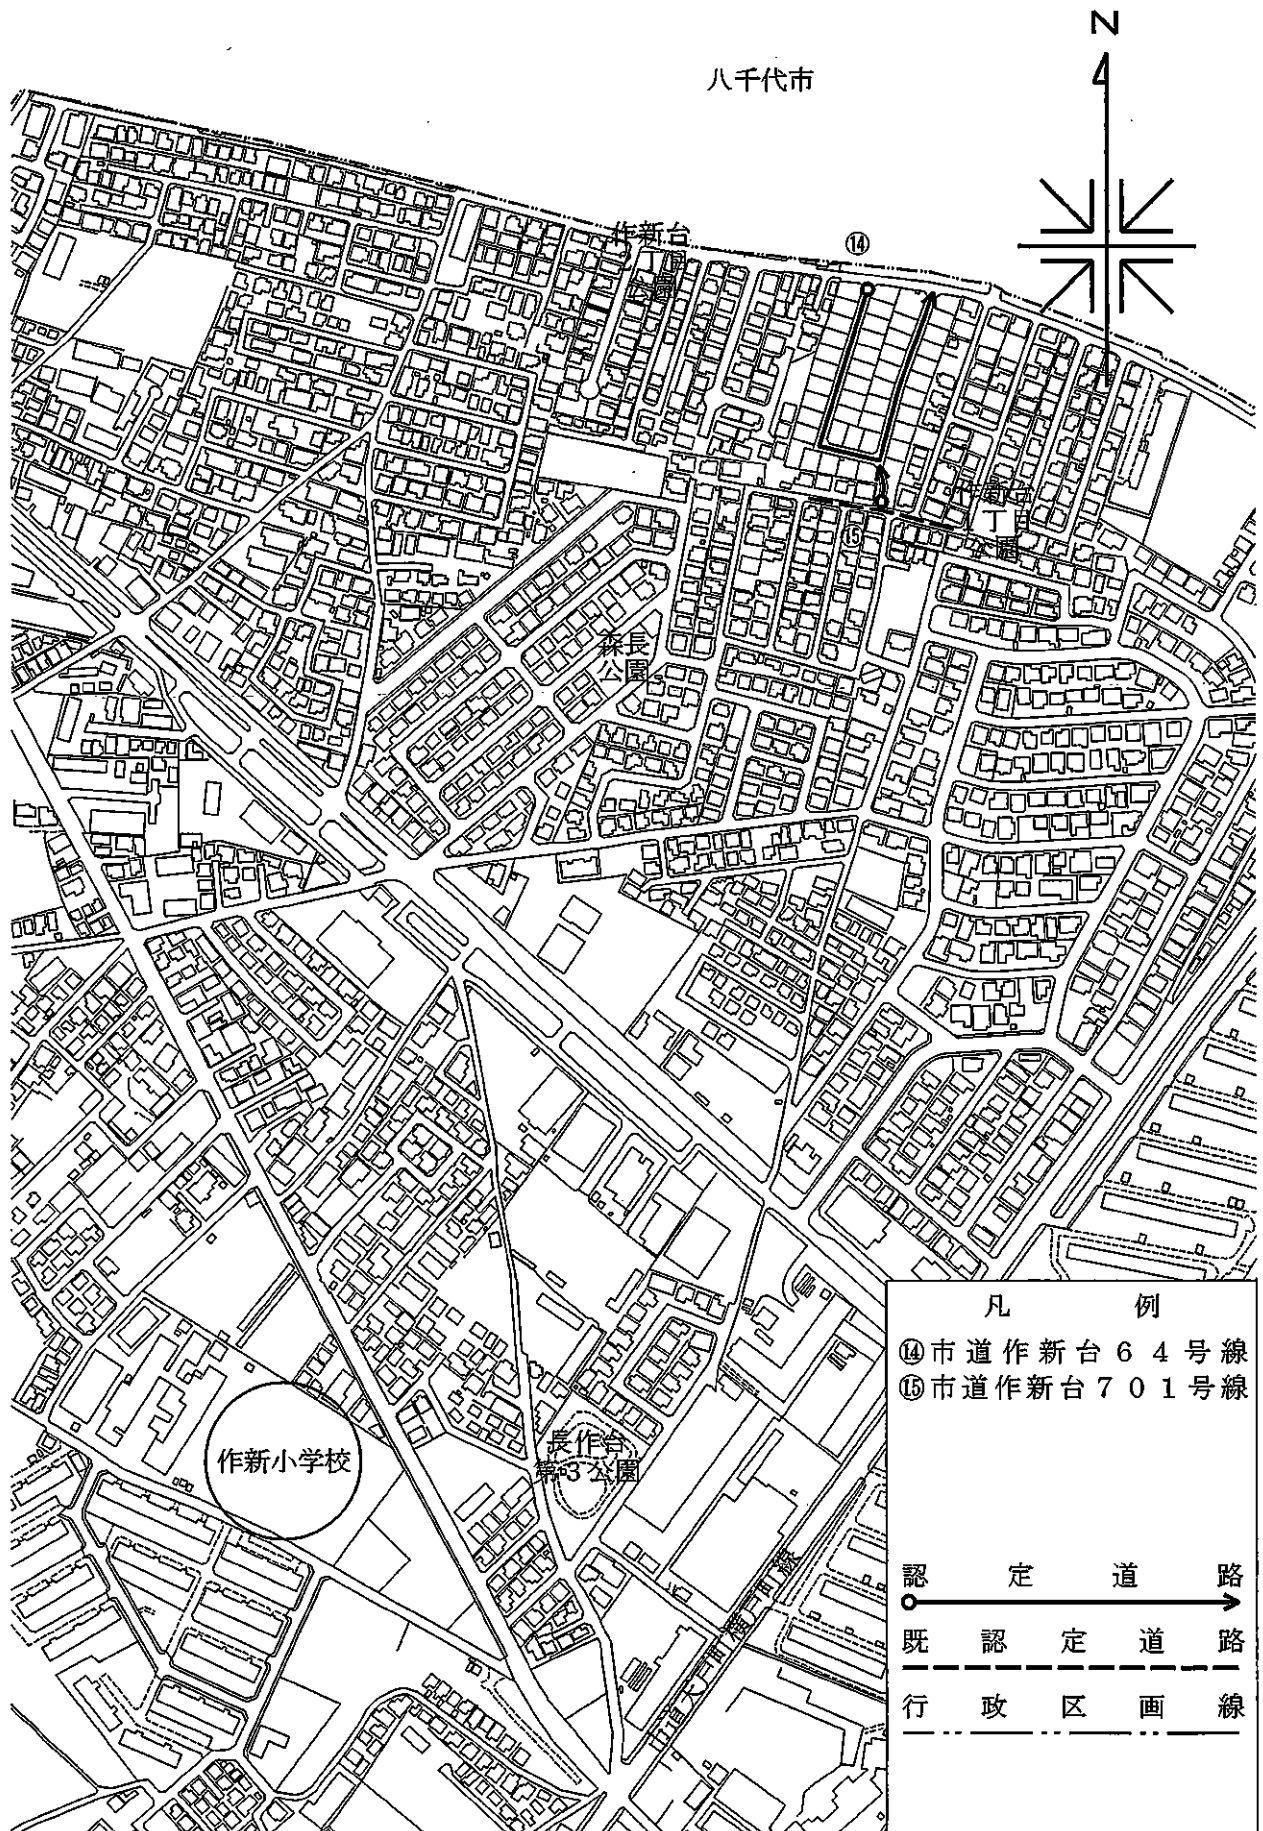 N
八千代市
作新台
公園
⑭
作新台
丁目
公園
⑮
森長
公園
凡例
⑭市道作新台64号線
⑮市道作新台701号線
認定道路
既認定道路
行政区画線
作新小学校
長作台
第3公園